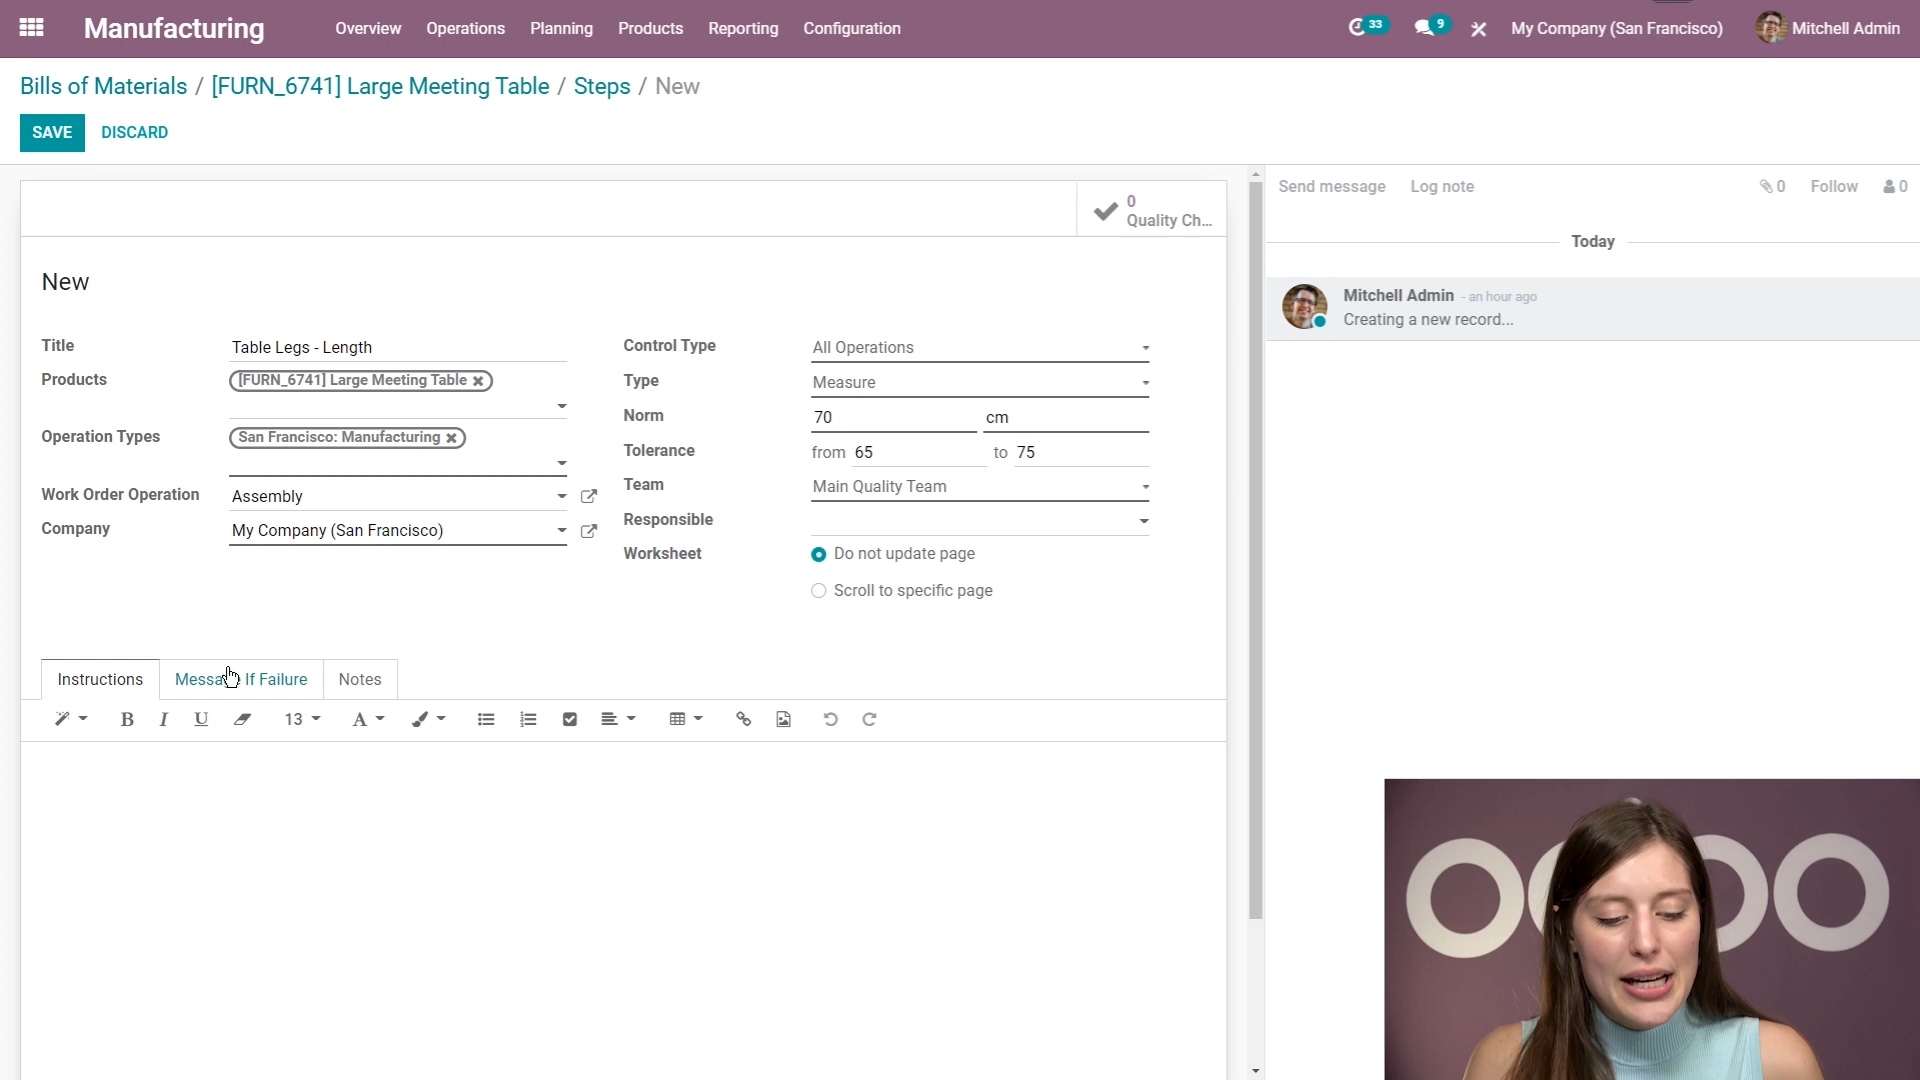 Manufacturing Overview Operations Planning Products Reporting Configuration 33 9 My Company (San Francisco) Mitchell Admin
Bills of Materials / [FURN_6741] Large Meeting Table / Steps / New
SAVE DISCARD
Send message Log note 0 Follow 0
0
Quality Ch...
Today
Mitchell Admin - an hour ago
Creating a new record...
New
Title Table Legs - Length
Products [FURN_6741] Large Meeting Table
Operation Types San Francisco: Manufacturing
Work Order Operation Assembly
Company My Company (San Francisco)
Control Type All Operations
Type Measure
Norm 70 cm
Tolerance from 65 to 75
Team Main Quality Team
Responsible
Worksheet Do not update page
Scroll to specific page
Instructions Message If Failure Notes
B I U 13 A